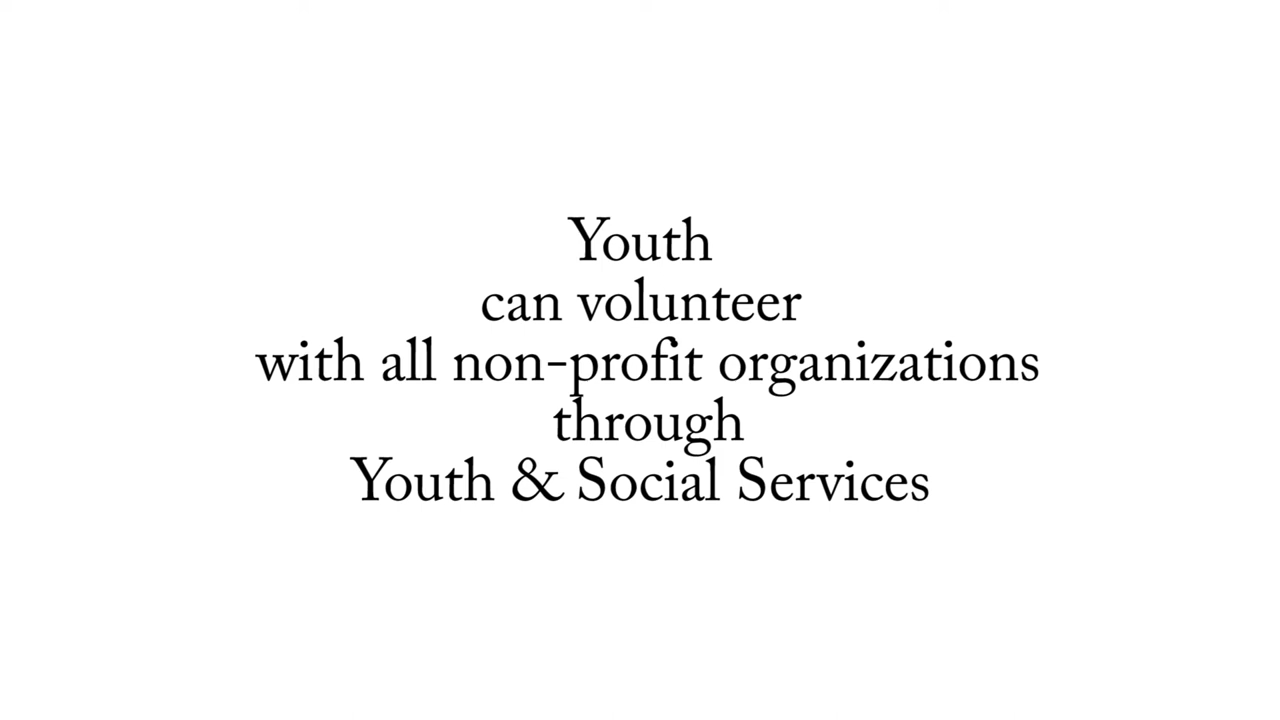 Youth
can volunteer
with all non-profit organizations
through
Youth & Social Services